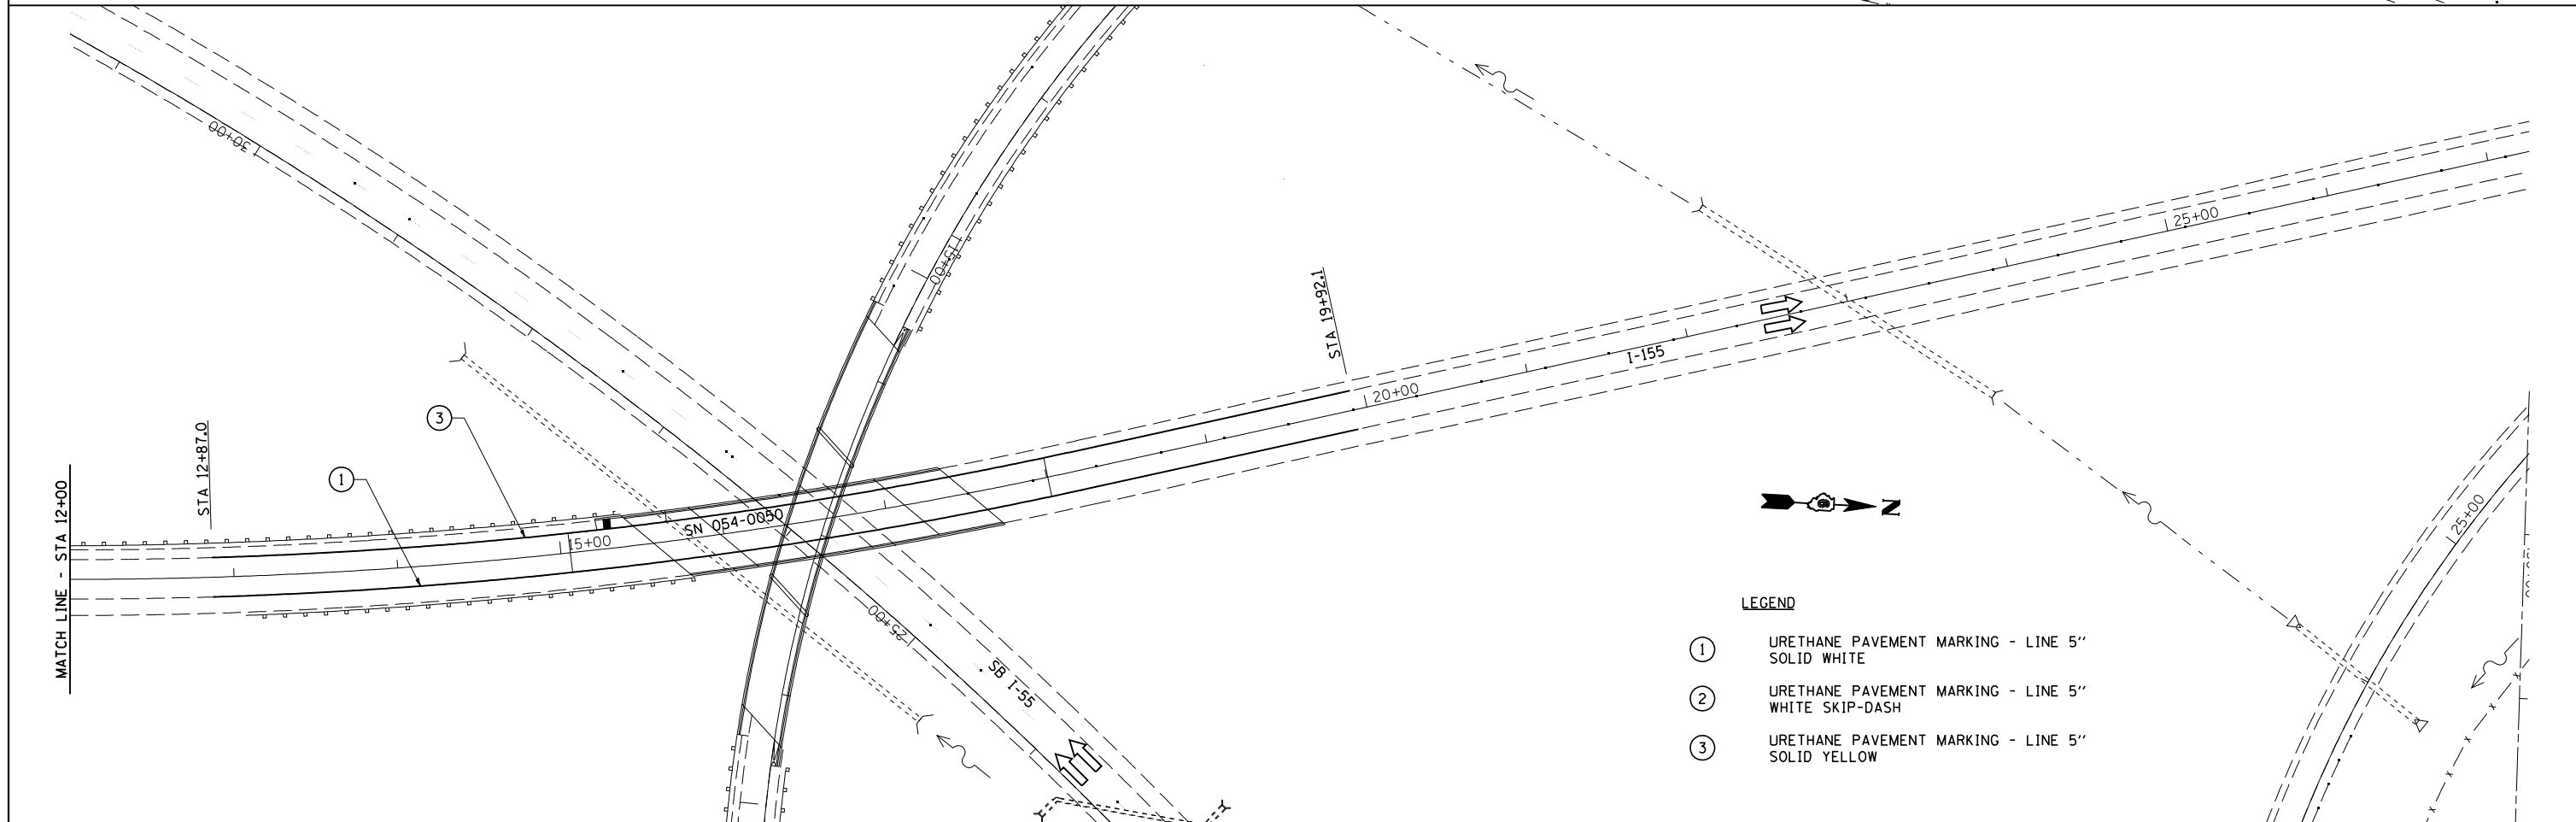 30+00
15+00
STA 19+92.1
25+00
I-155
20+00
3
STA 12+87.0
1
MATCH LINE - STA 12+00
SN 054-0050
15+00
N
25+00
25+00
SB I-55
LEGEND
1 URETHANE PAVEMENT MARKING - LINE 5''
SOLID WHITE
2 URETHANE PAVEMENT MARKING - LINE 5''
WHITE SKIP-DASH
3 URETHANE PAVEMENT MARKING - LINE 5''
SOLID YELLOW